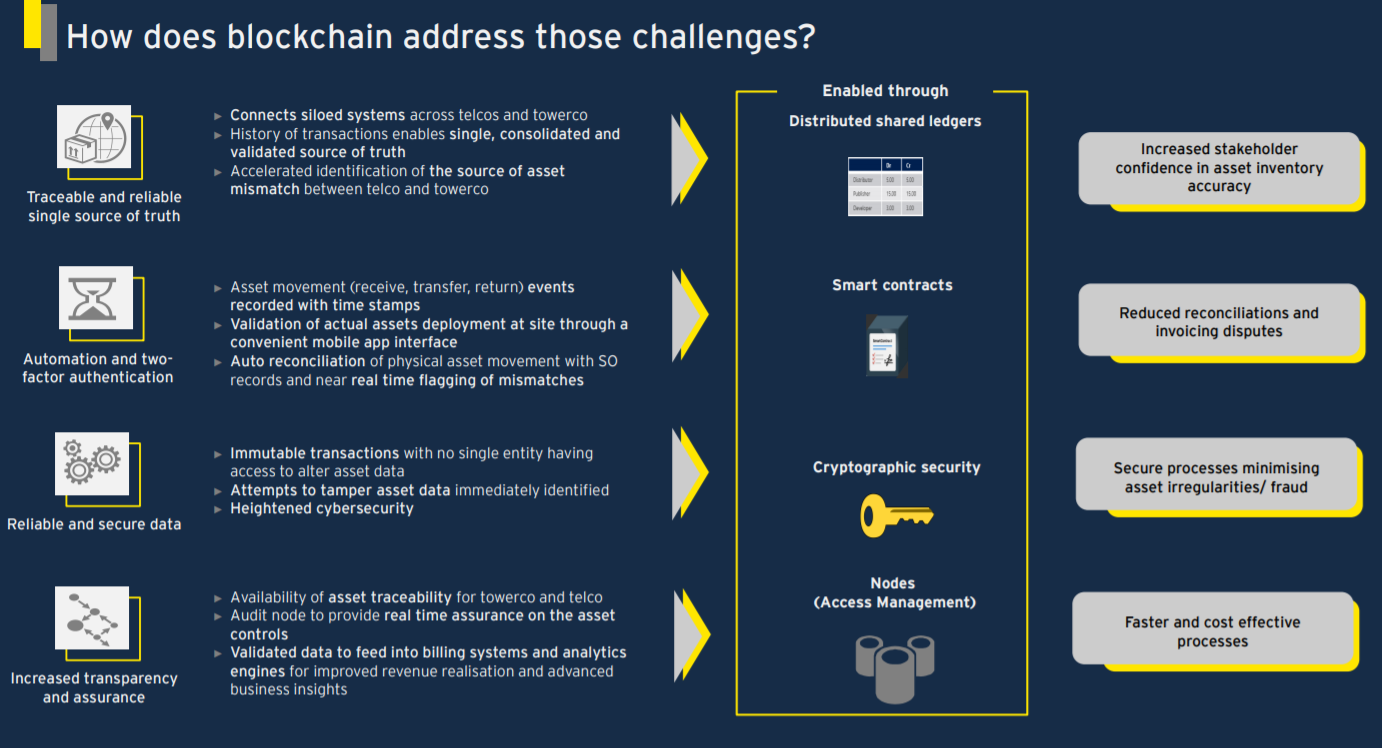 How does blockchain address those challenges?
Traceable and reliable
single source of truth
► Connects siloed systems across telcos and towerco
► History of transactions enables single, consolidated and
validated source of truth
► Accelerated identification of the source of asset
mismatch between telco and towerco
Enabled through
Distributed shared ledgers
Dr Cr
Distributor 5.00 5.00
Publisher 15.00 15.00
Developer 3.00 3.00
Increased stakeholder
confidence in asset inventory
accuracy
Automation and two-
factor authentication
► Asset movement (receive, transfer, return) events
recorded with time stamps
► Validation of actual assets deployment at site through a
convenient mobile app interface
► Auto reconciliation of physical asset movement with SO
records and near real time flagging of mismatches
Smart contracts
Reduced reconciliations and
invoicing disputes
Reliable and secure data
► Immutable transactions with no single entity having
access to alter asset data
► Attempts to tamper asset data immediately identified
► Heightened cybersecurity
Cryptographic security
Secure processes minimising
asset irregularities/ fraud
Increased transparency
and assurance
► Availability of asset traceability for towerco and telco
► Audit node to provide real time assurance on the asset
controls
► Validated data to feed into billing systems and analytics
engines for improved revenue realisation and advanced
business insights
Nodes
(Access Management)
Faster and cost effective
processes